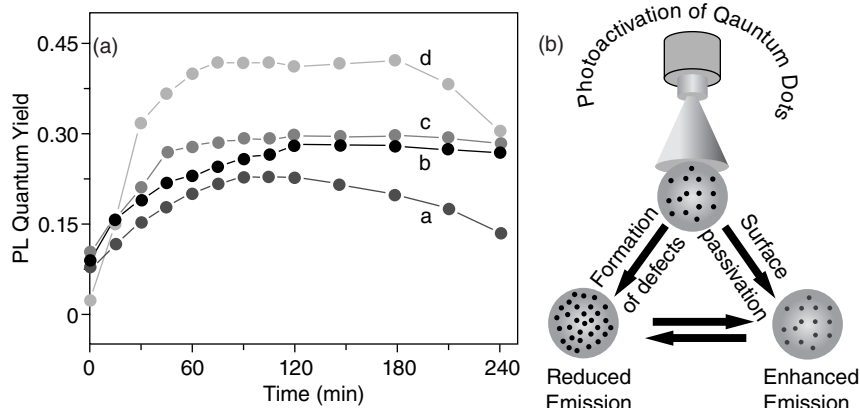 (a)
0.45
0.30
0.15
0
PL Quantum Yield
d
c
b
a
0
60
120
180
240
Time (min)
(b)
Photoactivation of Qauntum Dots
Formation
of defects
Surface
passivation
Reduced
Emission
Enhanced
Emission